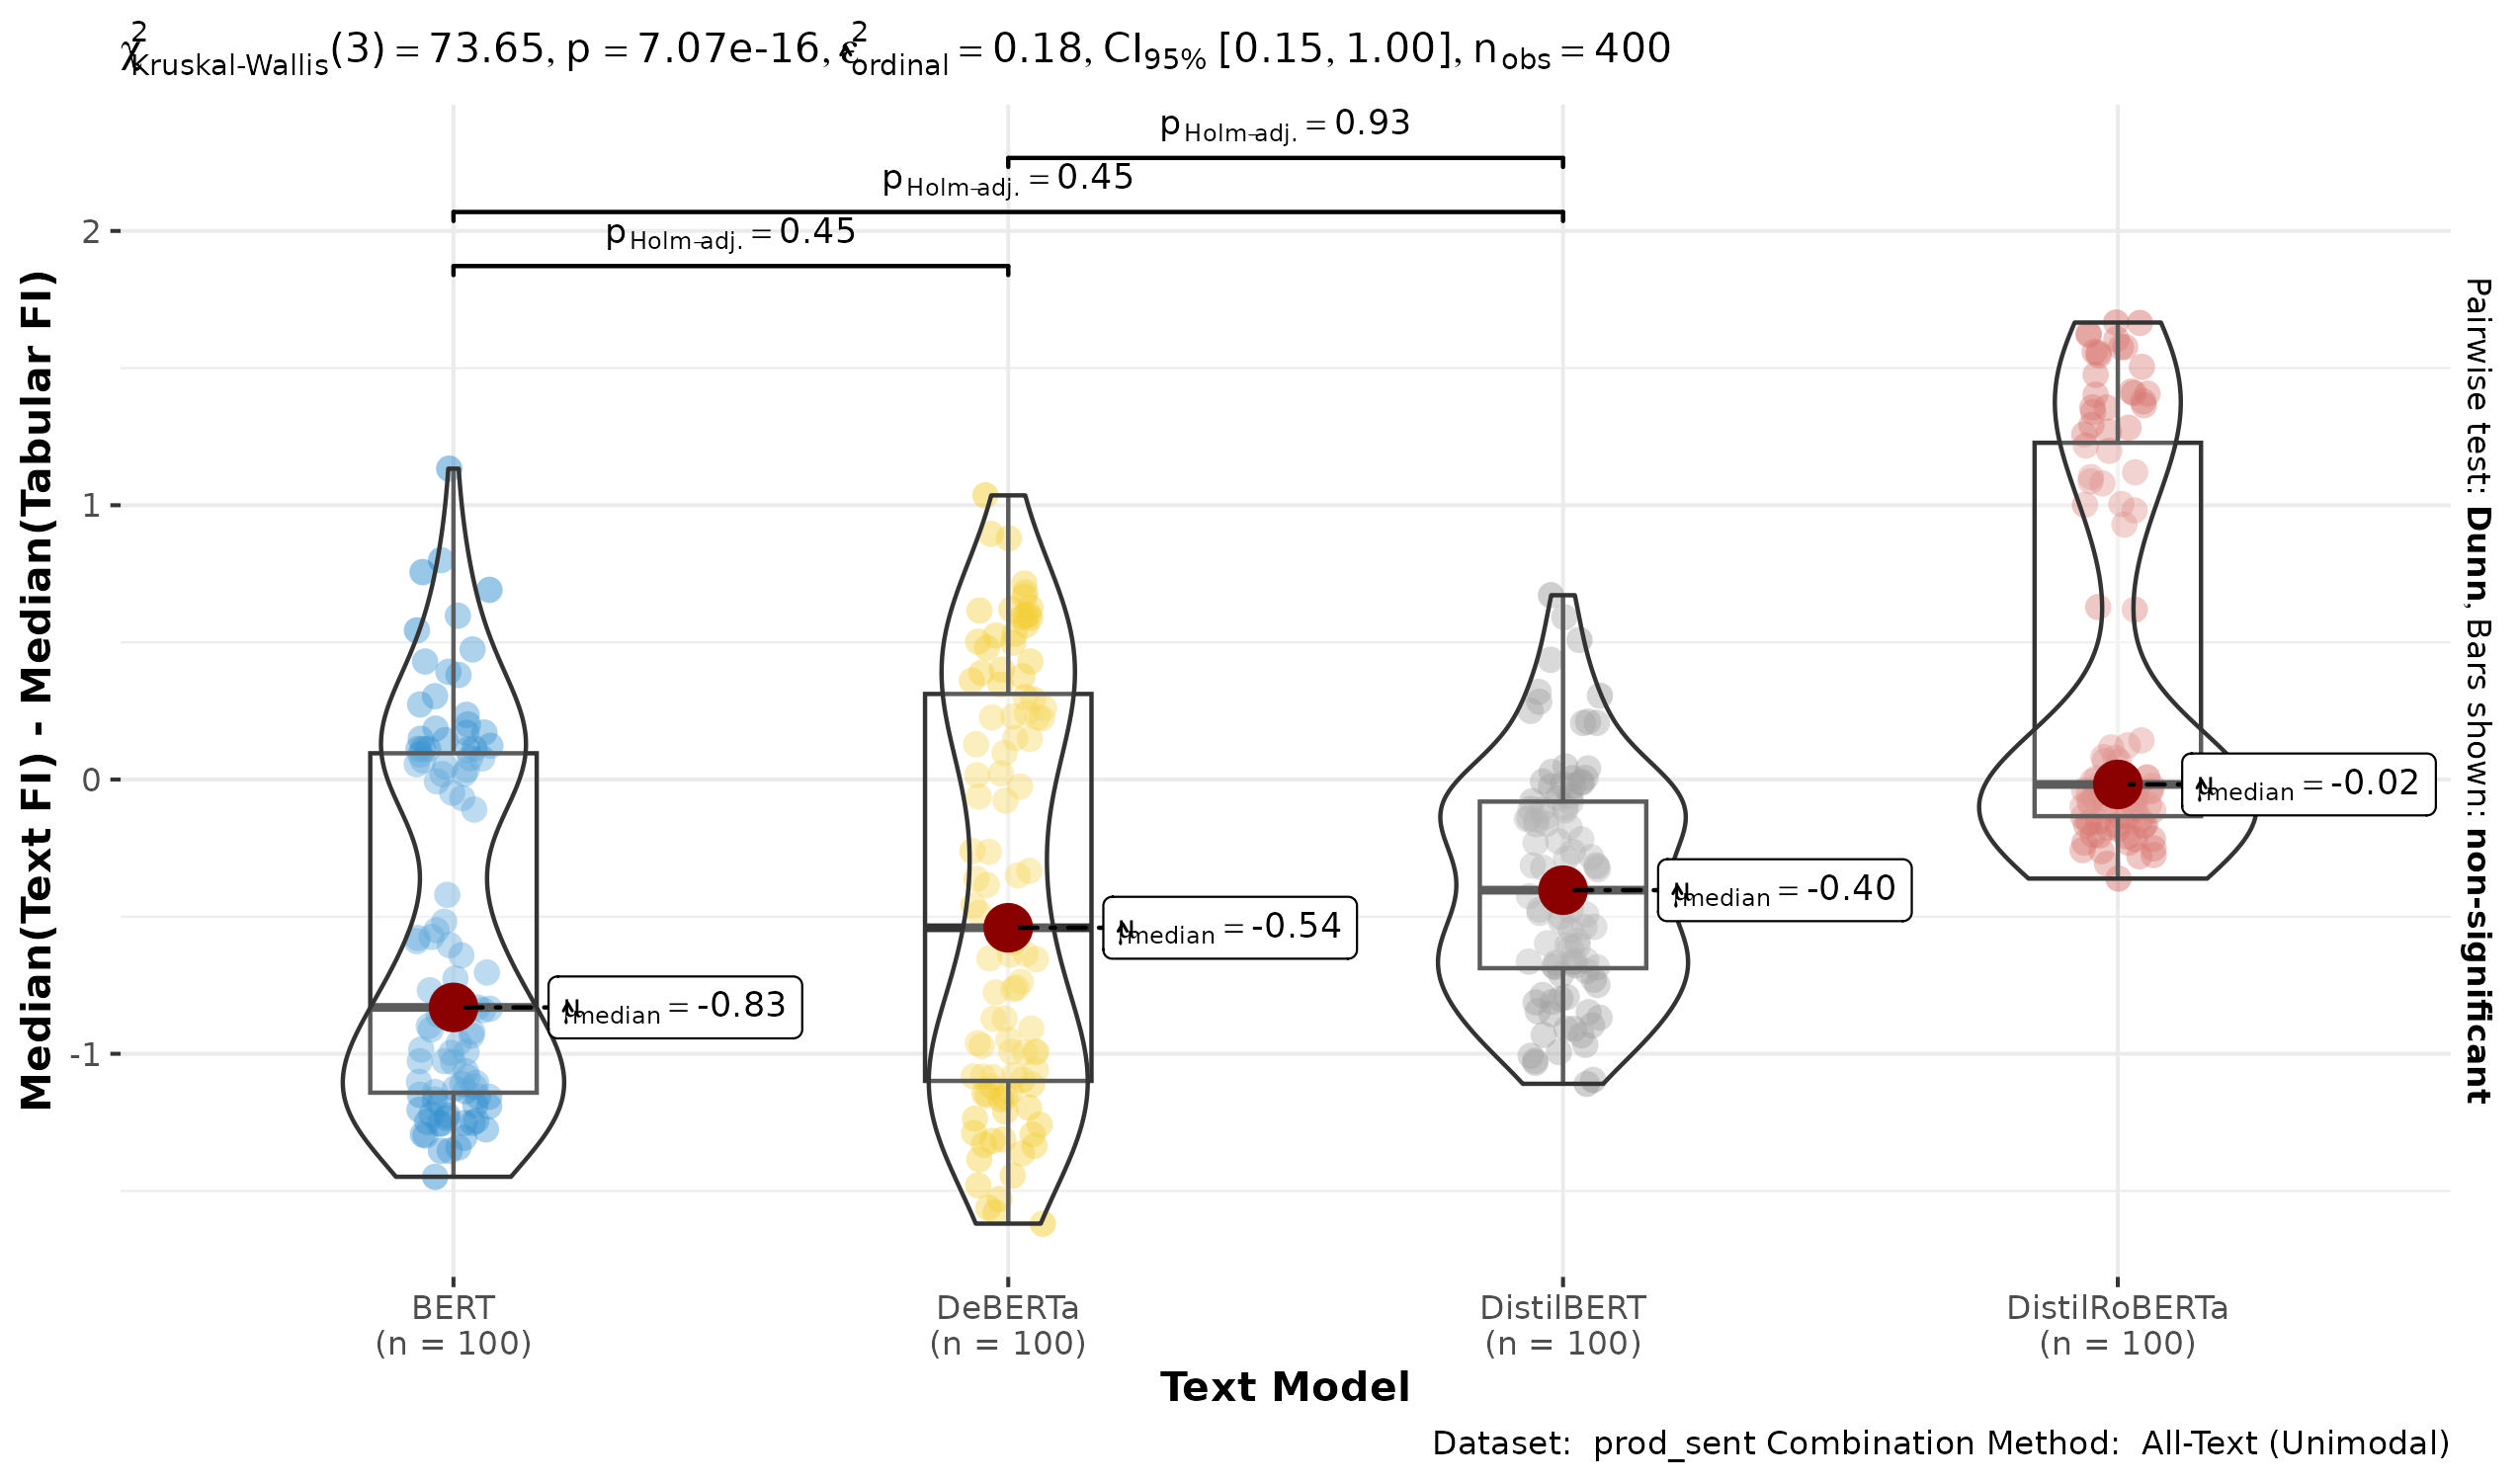 χ²Kruskal-Wallis(3) = 73.65, p = 7.07e-16, ε̂²ordinal = 0.18, CI95% [0.15, 1.00], nobs = 400
pHolm-adj. = 0.93
pHolm-adj. = 0.45
pHolm-adj. = 0.45
Median(Text FI) - Median(Tabular FI)
2
1
0
-1
μ̂median = -0.83
μ̂median = -0.54
μ̂median = -0.40
μ̂median = -0.02
Pairwise test: Dunn, Bars shown: non-significant
BERT
(n = 100)
DeBERTa
(n = 100)
DistilBERT
(n = 100)
DistilRoBERTa
(n = 100)
Text Model
Dataset: prod_sent Combination Method: All-Text (Unimodal)